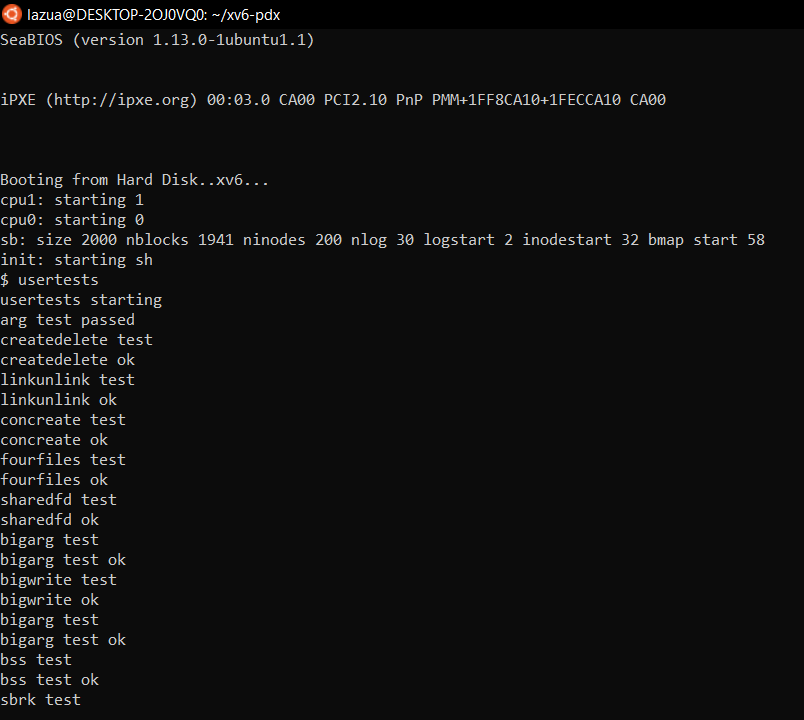 lazua@DESKTOP-2OJ0VQ0: ~/xv6-pdx
SeaBIOS (version 1.13.0-1ubuntu1.1)
iPXE (http://ipxe.org) 00:03.0 CA00 PCI2.10 PnP PMM+1FF8CA10+1FECCA10 CA00
Booting from Hard Disk..xv6...
cpu1: starting 1
cpu0: starting 0
sb: size 2000 nblocks 1941 ninodes 200 nlog 30 logstart 2 inodestart 32 bmap start 58
init: starting sh
$ usertests
usertests starting
arg test passed
createdelete test
createdelete ok
linkunlink test
linkunlink ok
concreate test
concreate ok
fourfiles test
fourfiles ok
sharedfd test
sharedfd ok
bigarg test
bigarg test ok
bigwrite test
bigwrite ok
bigarg test
bigarg test ok
bss test
bss test ok
sbrk test